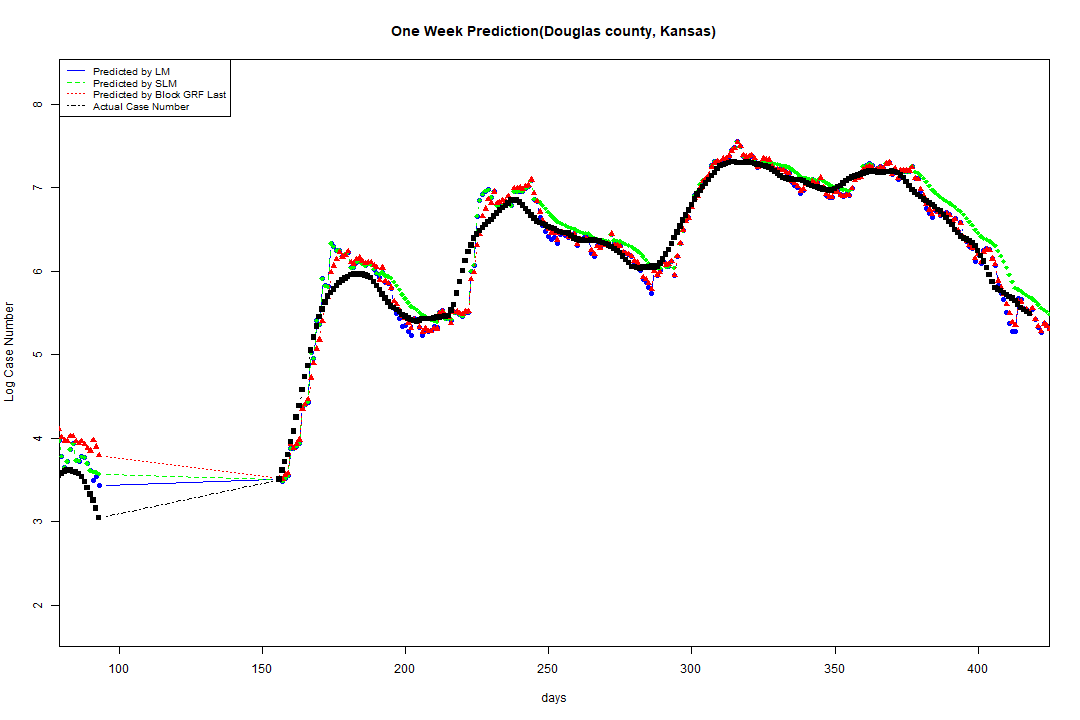 One Week Prediction(Douglas county, Kansas)
Predicted by LM
Predicted by SLM
Predicted by Block GRF Last
Actual Case Number
8
7
6
5
4
3
2
Log Case Number
100 150 200 250 300 350 400
days